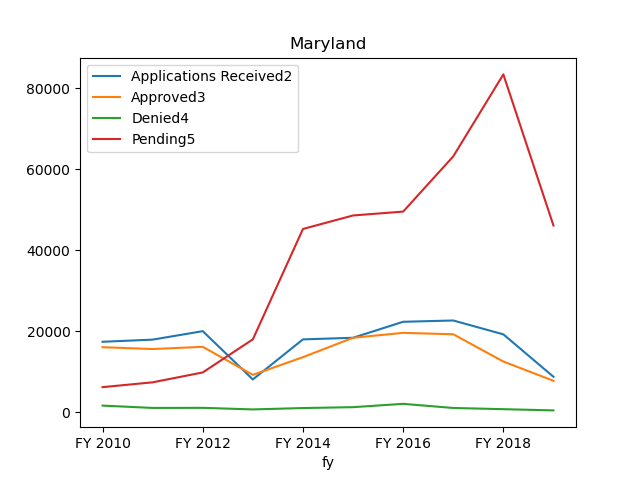 Maryland
Applications Received2
Approved3
Denied4
Pending5
80000
60000
40000
20000
0
FY 2010 FY 2012 FY 2014 FY 2016 FY 2018
fy